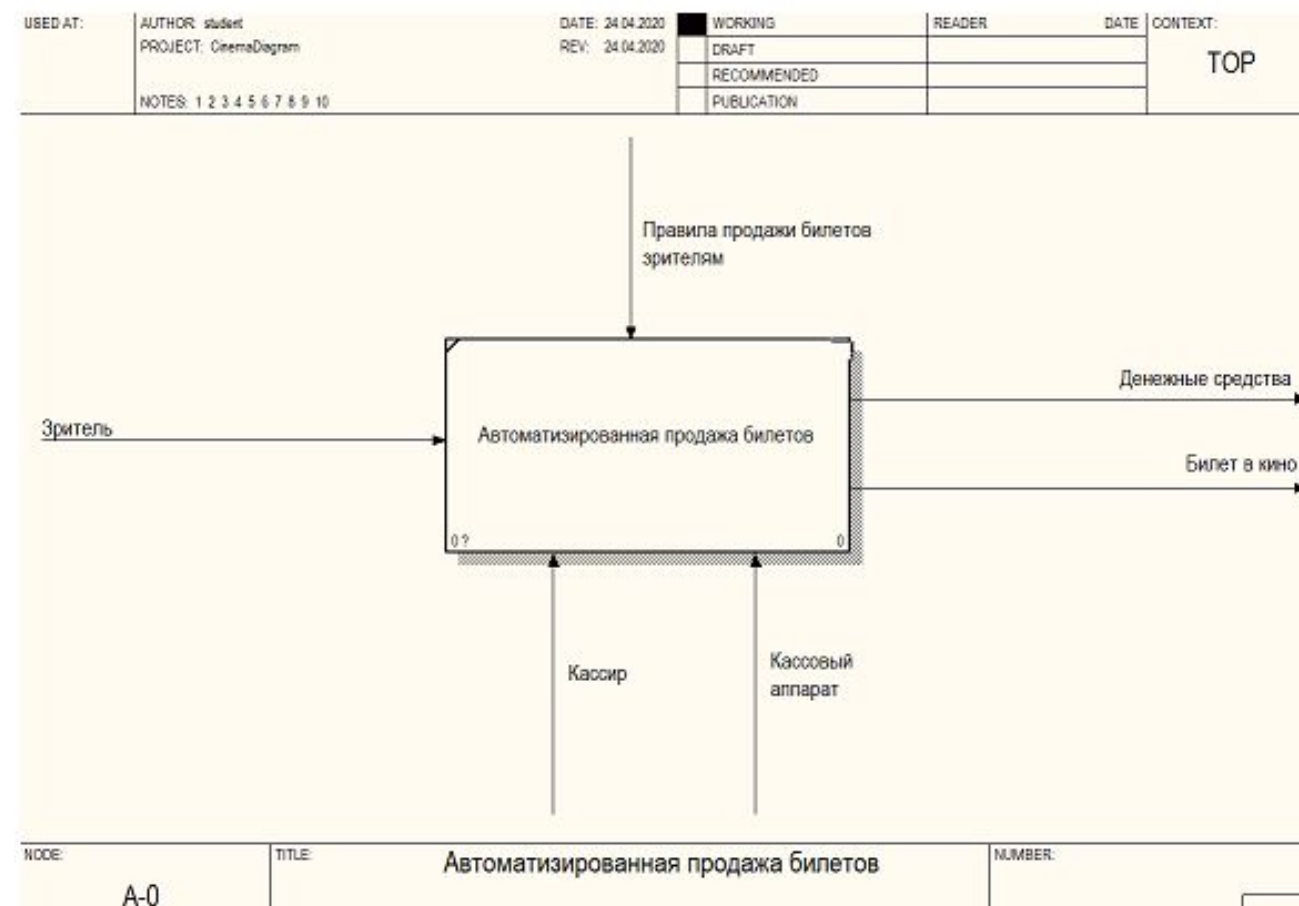 USED AT:
AUTHOR: student
DATE: 24.04.2020
WORKING
READER
DATE
CONTEXT:
PROJECT: CinemaDiagram
REV: 24.04.2020
DRAFT
TOP
RECOMMENDED
NOTES: 1 2 3 4 5 6 7 8 9 10
PUBLICATION
Правила продажи билетов
зрителям
Денежные средства
Зритель
Автоматизированная продажа билетов
Билет в кино
0 ?
0
Кассир
Кассовый
аппарат
NODE:
TITLE:
Автоматизированная продажа билетов
NUMBER:
A-0